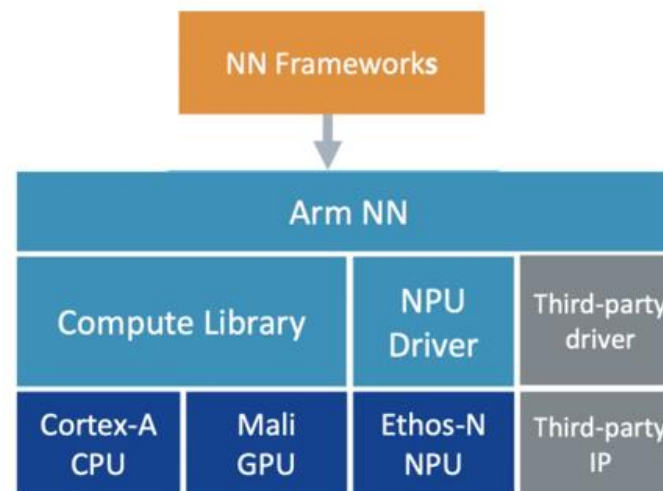 NN Frameworks
Arm NN
Compute Library
NPU
Driver
Third-party
driver
Cortex-A
CPU
Mali
GPU
Ethos-N
NPU
Third-party
IP